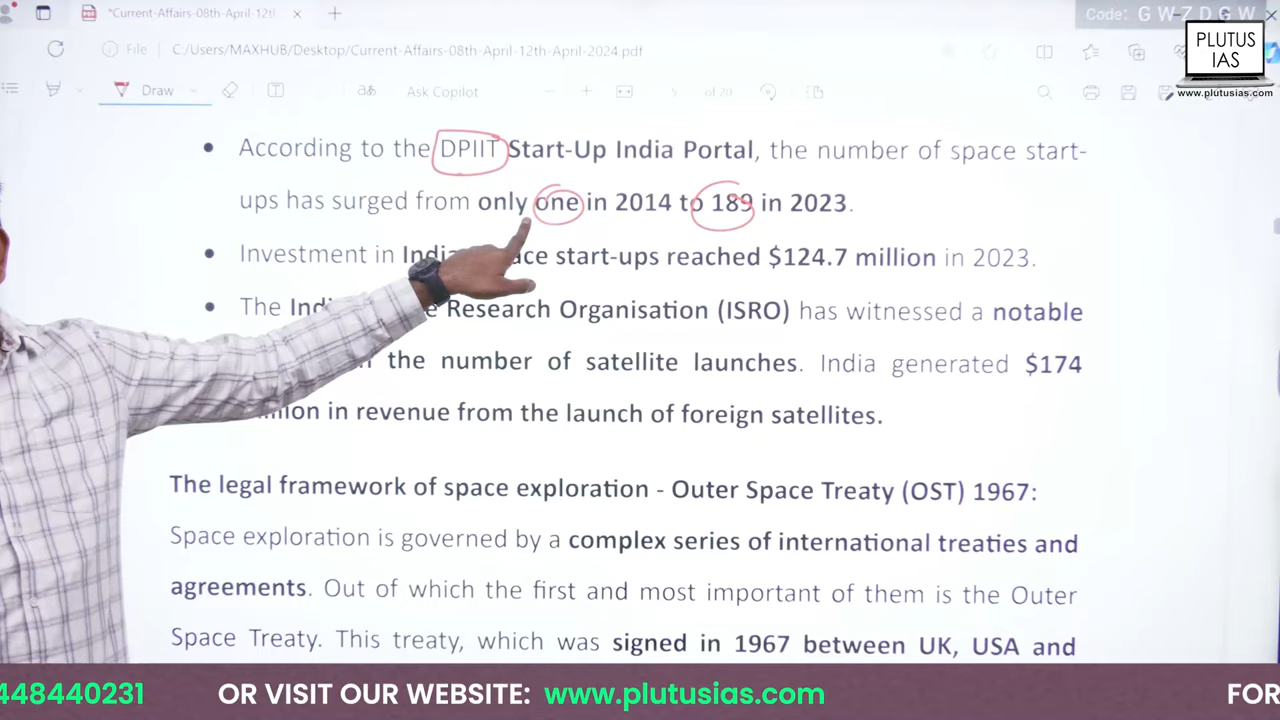 *Current-Affairs-08th-April-12tl
Code: G W Z D G W
File
C:/Users/MAXHUB/Desktop/Current-Affairs-08th-April-12th-April-2024.pdf
PLUTUS
IAS
www.plutusias.com
Draw
Ask Copilot
5 of 20
• According to the DPIIT Start-Up India Portal, the number of space start-
ups has surged from only one in 2014 to 189 in 2023.
• Investment in India ce start-ups reached $124.7 million in 2023.
• The Indi e Research Organisation (ISRO) has witnessed a notable
the number of satellite launches. India generated $174
million in revenue from the launch of foreign satellites.
The legal framework of space exploration - Outer Space Treaty (OST) 1967:
Space exploration is governed by a complex series of international treaties and
agreements. Out of which the first and most important of them is the Outer
Space Treaty. This treaty, which was signed in 1967 between UK, USA and
448440231
OR VISIT OUR WEBSITE: www.plutusias.com
FOR